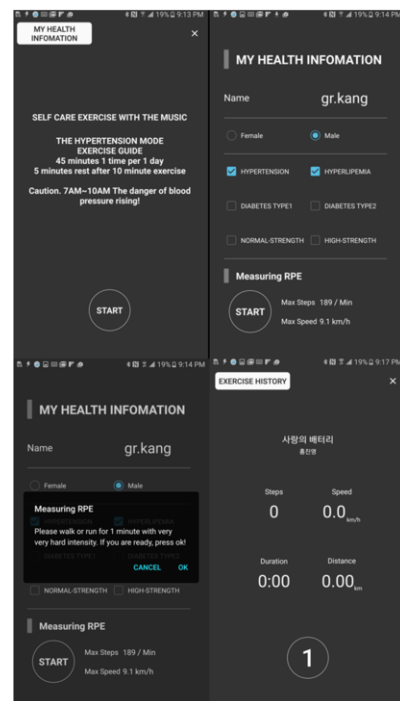 19% 9:13 PM
MY HEALTH
INFOMATION
×
SELF CARE EXERCISE WITH THE MUSIC
THE HYPERTENSION MODE
EXERCISE GUIDE
45 minutes 1 time per 1 day
5 minutes rest after 10 minute exercise
Caution. 7AM~10AM The danger of blood
pressure rising!
START
19% 9:14 PM
MY HEALTH INFOMATION
Name gr.kang
Female Male
HYPERTENSION HYPERLIPEMIA
DIABETES TYPE1 DIABETES TYPE2
NORMAL-STRENGTH HIGH-STRENGTH
Measuring RPE
START
Max Steps 189 / Min
Max Speed 9.1 km/h
19% 9:14 PM
MY HEALTH INFOMATION
Name gr.kang
Female Male
Measuring RPE
Please walk or run for 1 minute with very
very hard intensity. If you are ready, press ok!
CANCEL OK
NORMAL-STRENGTH HIGH-STRENGTH
Measuring RPE
START
Max Steps 189 / Min
Max Speed 9.1 km/h
19% 9:17 PM
EXERCISE HISTORY
×
사랑의 배터리
홍진영
Steps Speed
0 0.0 km/h
Duration Distance
0:00 0.00 km
1